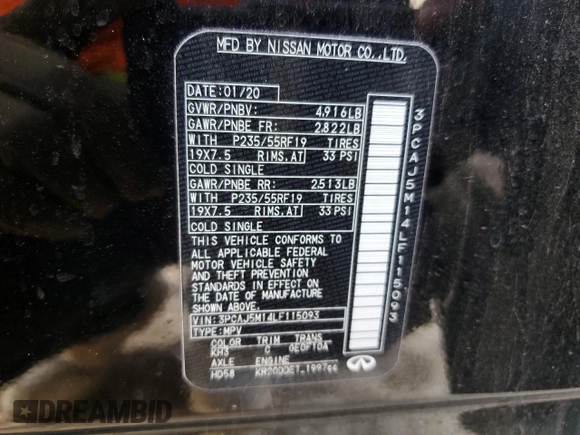 MFD BY NISSAN MOTOR CO.,LTD.
DATE: 01/20
GVWR/PNBV: 4,916LB
GAWR/PNBE FR: 2,822LB
WITH P235/55RF19 TIRES
19X7.5 RIMS,AT 33 PSI
COLD SINGLE
GAWR/PNBE RR: 2,513LB
WITH P235/55RF19 TIRES
19X7.5 RIMS,AT 33 PSI
COLD SINGLE
THIS VEHICLE CONFORMS TO
ALL APPLICABLE FEDERAL
MOTOR VEHICLE SAFETY
AND THEFT PREVENTION
STANDARDS IN EFFECT ON
THE DATE OF MANUFACTURE
SHOWN ABOVE.
VIN: 3PCAJ5M14LF115093
TYPE: MPV
COLOR TRIM TRANS
KH3 C GEOF10A
AXLE ENGINE
HD58 KR20DDET 1997cc
3PCAJ5M14LF115093
DREAMBID